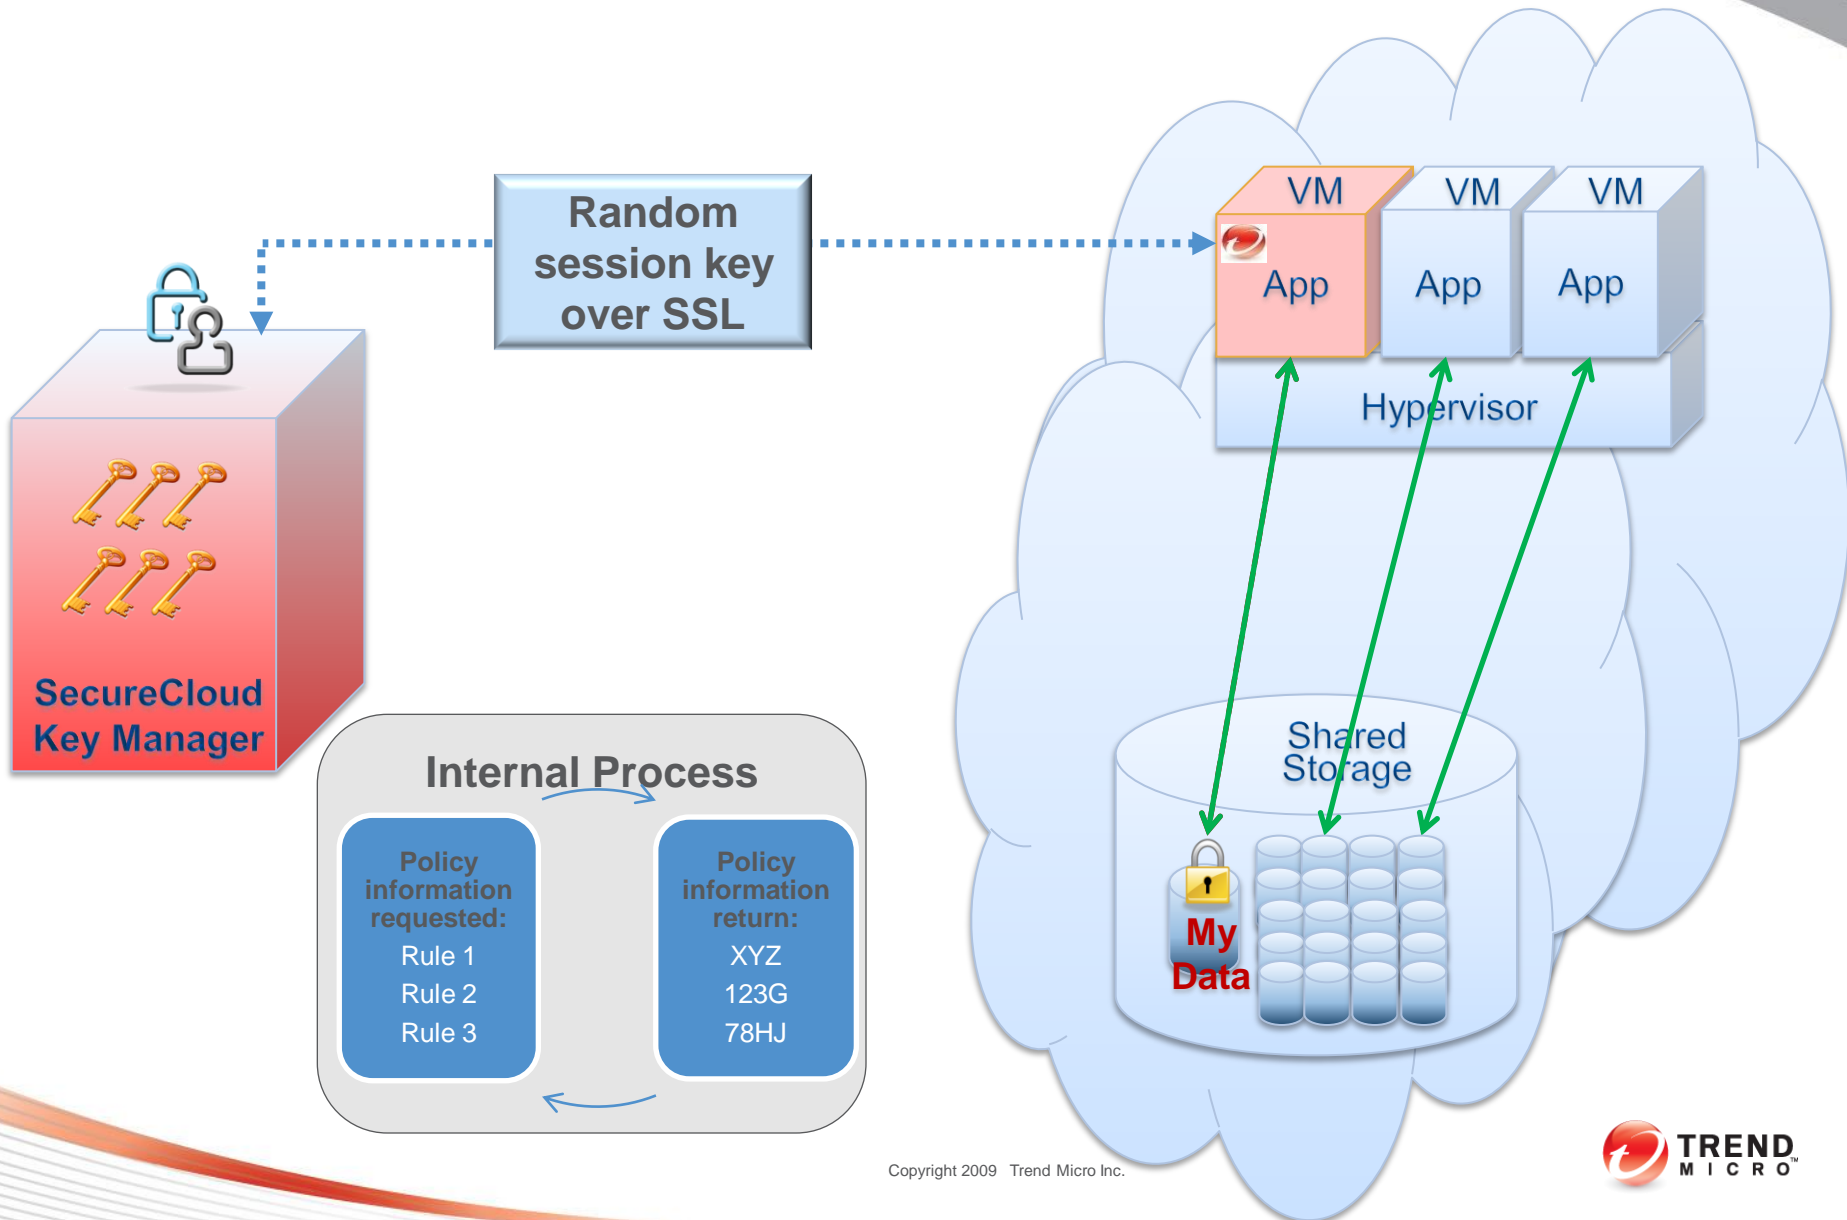 Random
session key
over SSL
VM
VM
VM
App
App
App
Hypervisor
SecureCloud
Key Manager
Shared
Storage
My
Data
Internal Process
Policy
information
requested:
Rule 1
Rule 2
Rule 3
Policy
information
return:
XYZ
123G
78HJ
Copyright 2009 Trend Micro Inc.
TREND
MICRO™